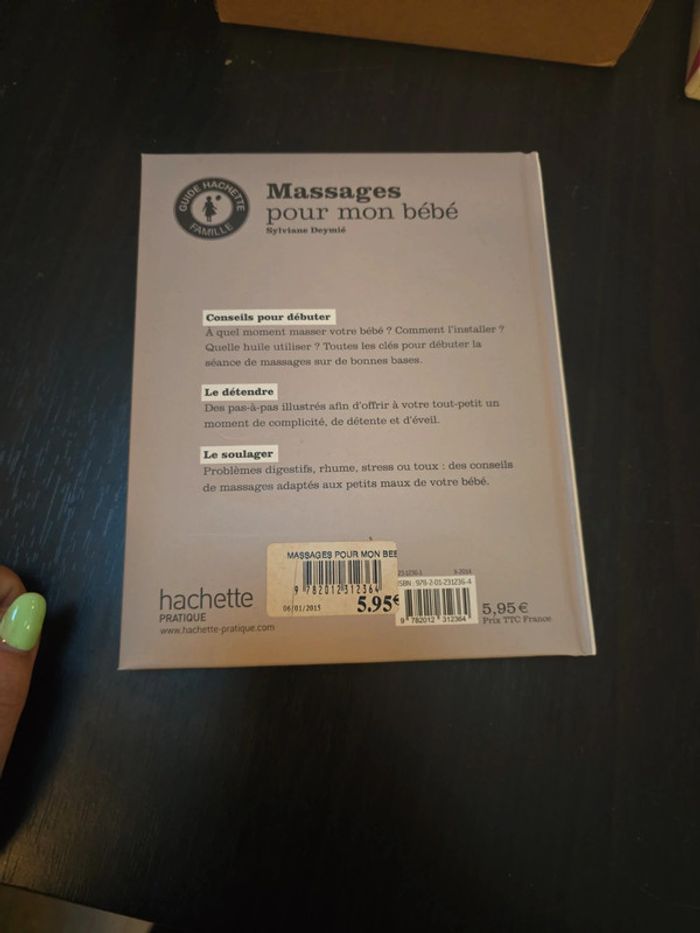 GUIDE HACHETTE
FAMILLE
Massages
pour mon bébé
Sylviane Deymié
Conseils pour débuter
À quel moment masser votre bébé ? Comment l'installer ?
Quelle huile utiliser ? Toutes les clés pour débuter la
séance de massages sur de bonnes bases.
Le détendre
Des pas-à-pas illustrés afin d'offrir à votre tout-petit un
moment de complicité, de détente et d'éveil.
Le soulager
Problèmes digestifs, rhume, stress ou toux : des conseils
de massages adaptés aux petits maux de votre bébé.
MASSAGES POUR MON BEB
9 782012 312364
06/01/2015
5.95€
hachette
PRATIQUE
www.hachette-pratique.com
ISBN : 978-2-01-231236-4
9 782012 312364
5,95 €
Prix TTC France